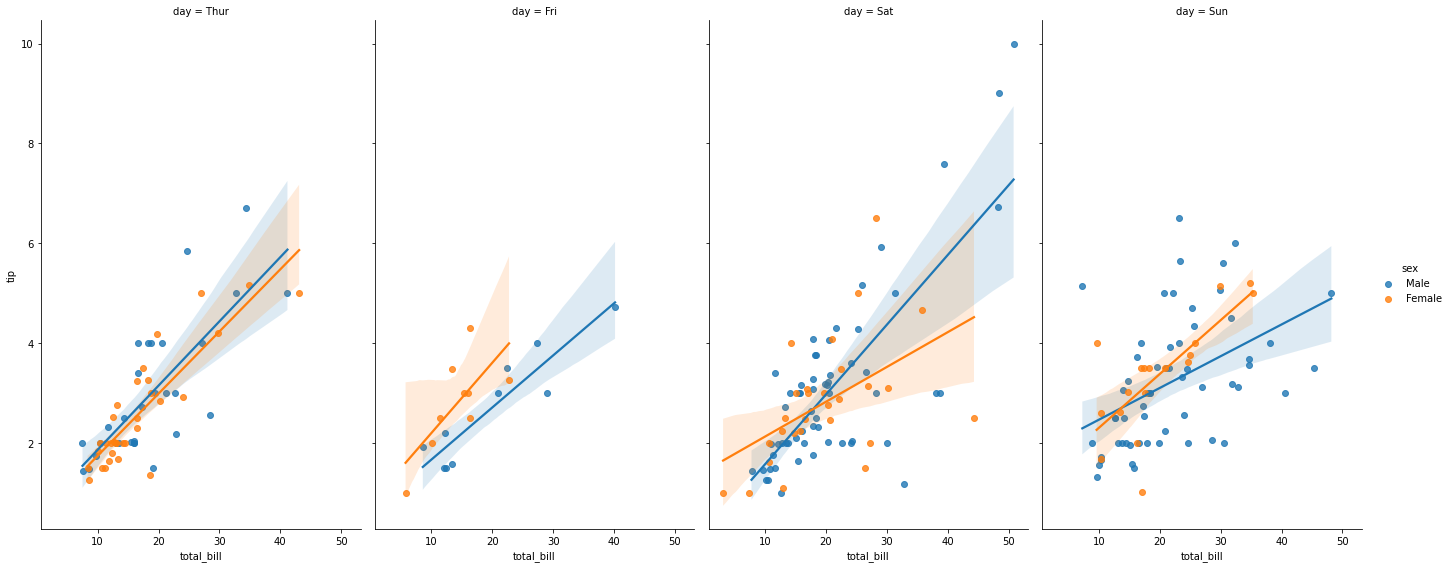 day = Thur
day = Fri
day = Sat
day = Sun
10
8
6
4
2
tip
10 20 30 40 50
10 20 30 40 50
10 20 30 40 50
10 20 30 40 50
total_bill
total_bill
total_bill
total_bill
sex
Male
Female